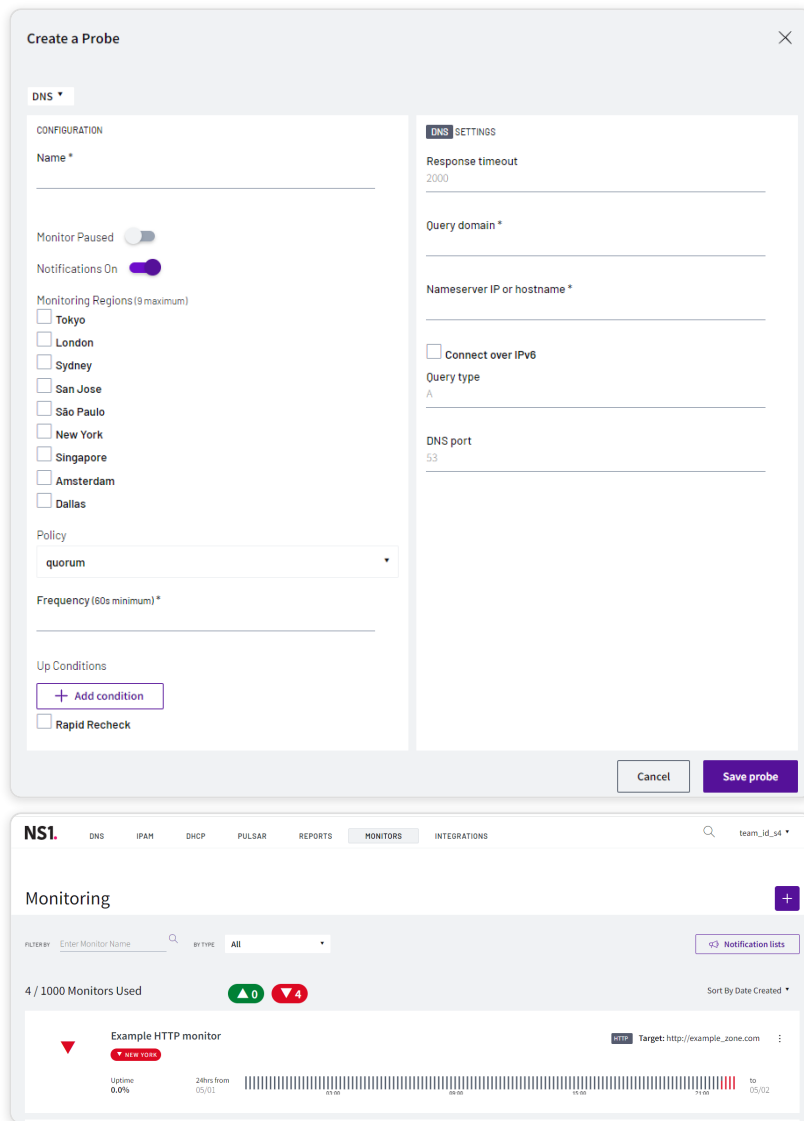 Create a Probe
DNS
CONFIGURATION
Name *
Monitor Paused
Notifications On
Monitoring Regions (9 maximum)
Tokyo
London
Sydney
San Jose
São Paulo
New York
Singapore
Amsterdam
Dallas
Policy
quorum
Frequency (60s minimum) *
Up Conditions
+ Add condition
Rapid Recheck
DNS SETTINGS
Response timeout
2000
Query domain *
Nameserver IP or hostname *
Connect over IPv6
Query type
A
DNS port
53
Cancel
Save probe
NS1. DNS IPAM DHCP PULSAR REPORTS MONITORS INTEGRATIONS team_id_s4
Monitoring
+
FILTER BY Enter Monitor Name BY TYPE All Notification lists
4 / 1000 Monitors Used 0 4 Sort By Date Created
Example HTTP monitor HTTP Target: http://example_zone.com
NEW YORK
Uptime 24hrs from to
0.0% 05/01 05/02
03:00 09:00 15:00 21:00